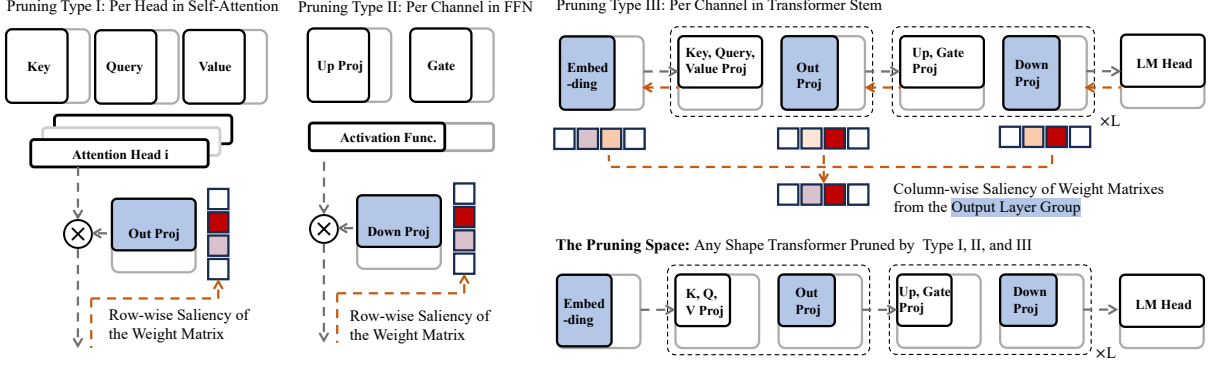 Pruning Type I: Per Head in Self-Attention
Key
Query
Value
Attention Head i
Out Proj
Row-wise Saliency of
the Weight Matrix
Pruning Type II: Per Channel in FFN
Up Proj
Gate
Activation Func.
Down Proj
Row-wise Saliency of
the Weight Matrix
Pruning Type III: Per Channel in Transformer Stem
Embed
-ding
Key, Query,
Value Proj
Out
Proj
Up, Gate
Proj
Down
Proj
LM Head
×L
Column-wise Saliency of Weight Matrixes
from the Output Layer Group
The Pruning Space: Any Shape Transformer Pruned by Type I, II, and III
Embed
-ding
K, Q,
V Proj
Out
Proj
Up, Gate
Proj
Down
Proj
LM Head
×L